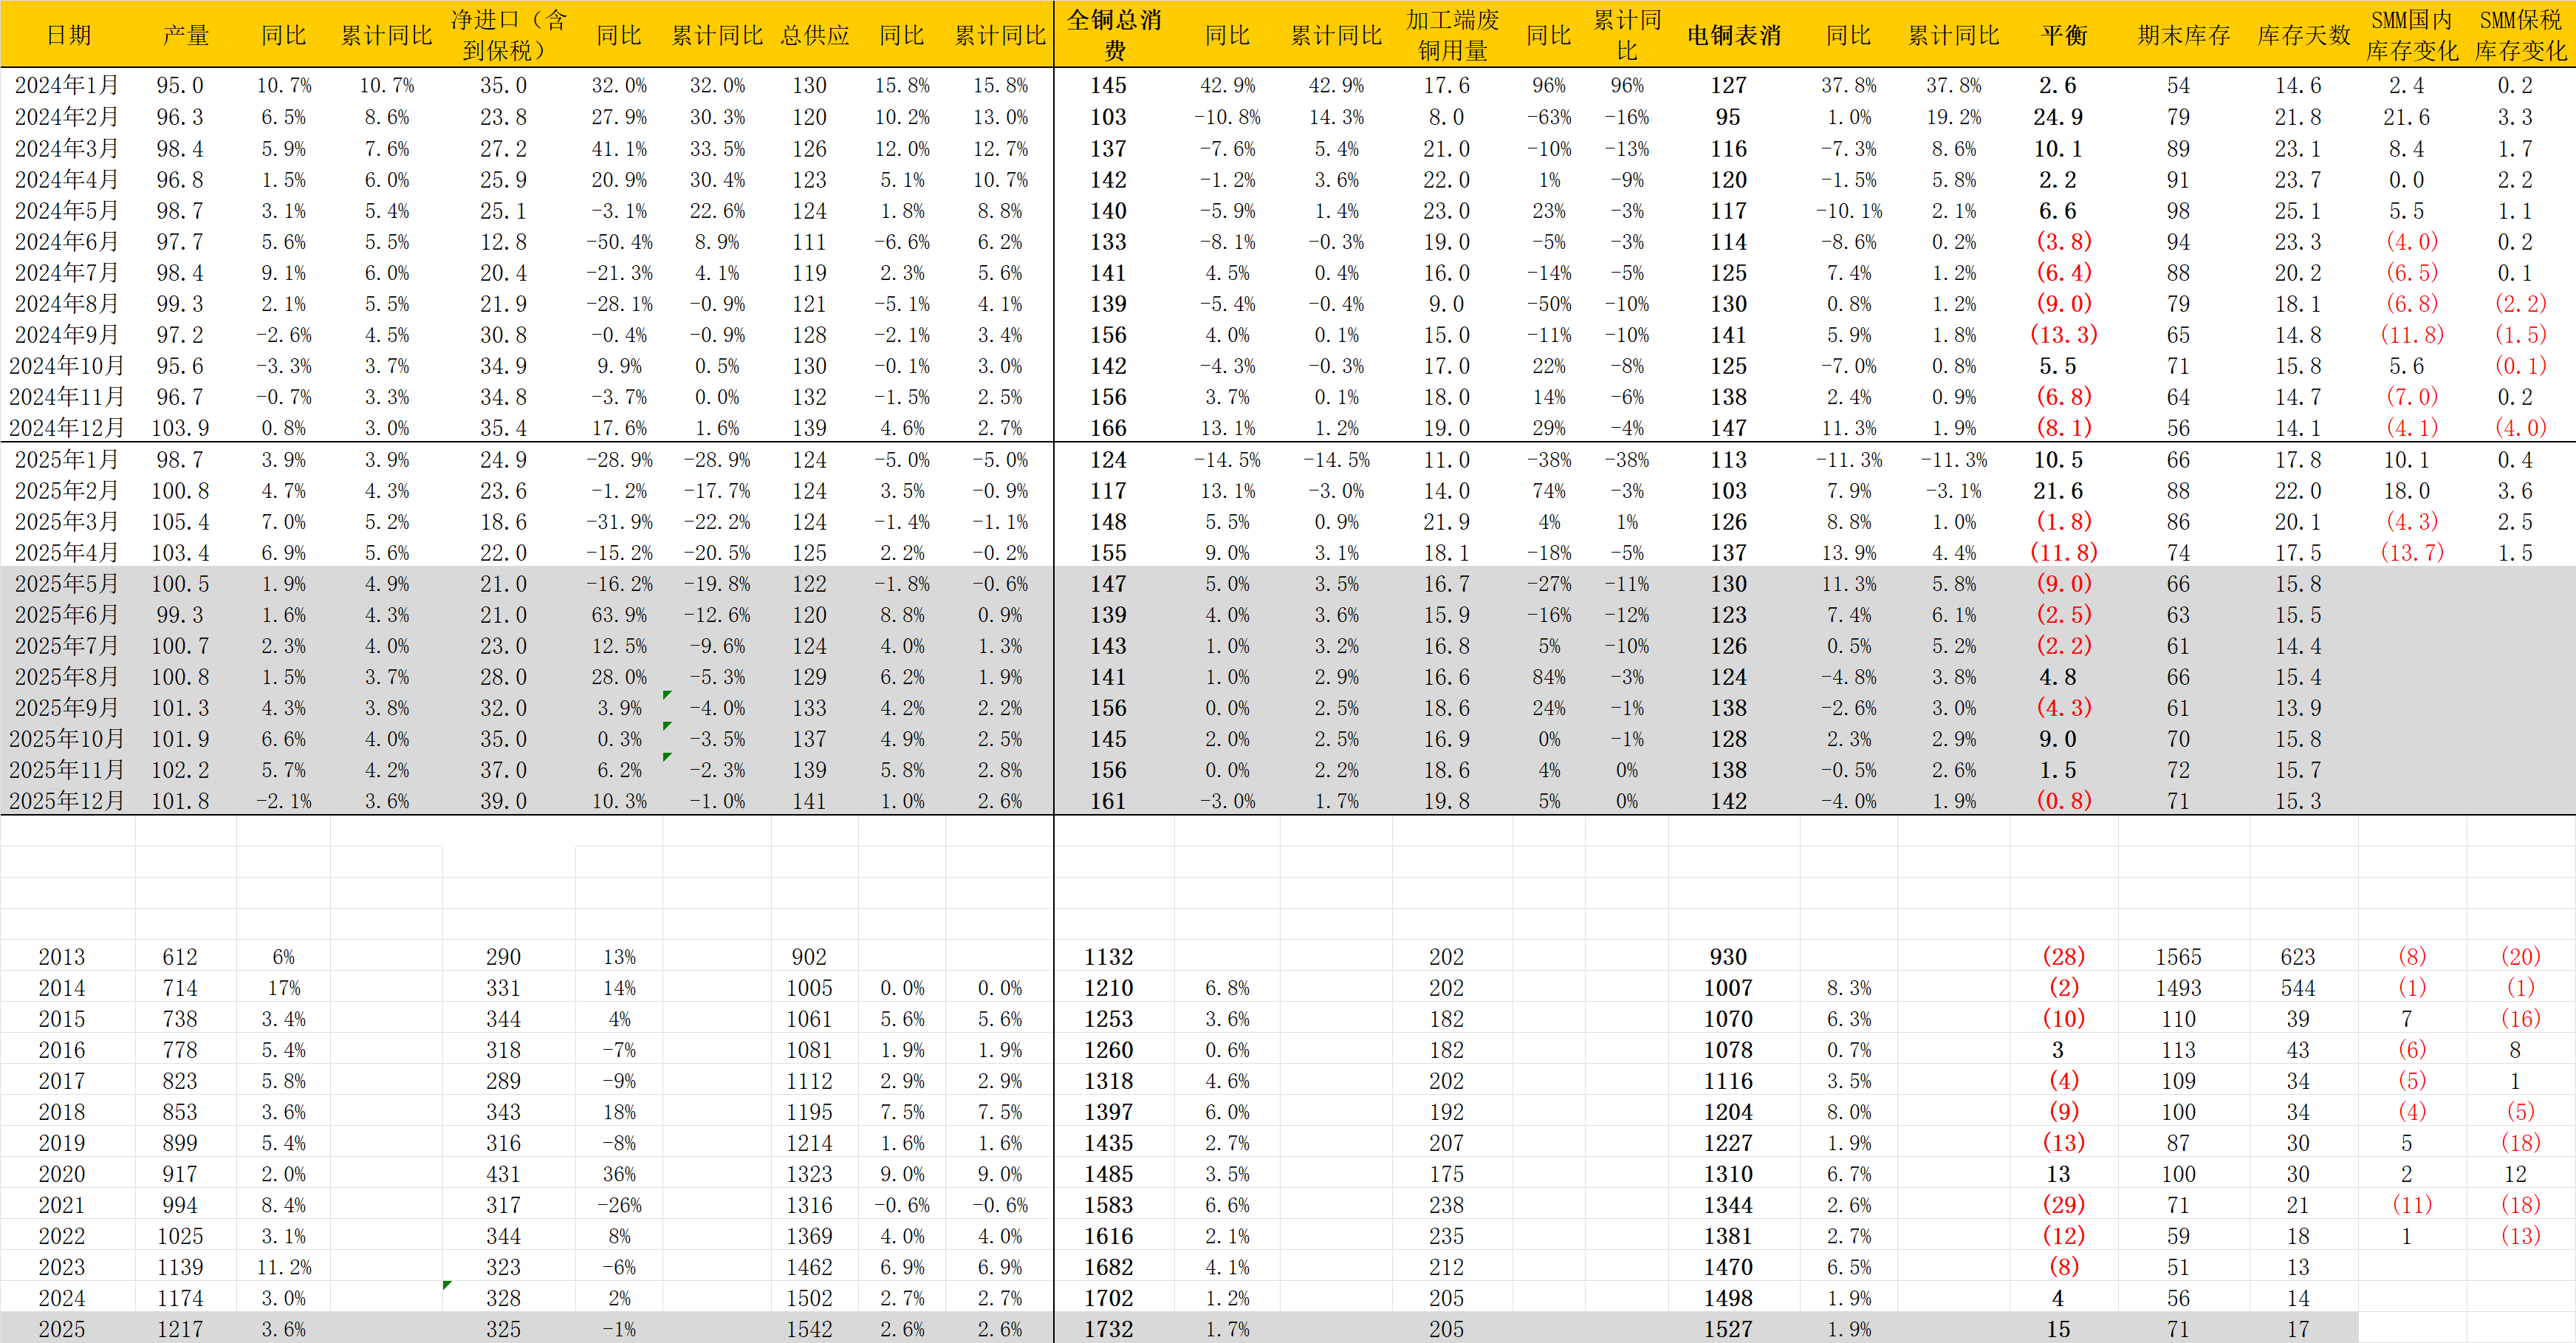 日期 产量 同比 累计同比 净进口（含到保税） 同比 累计同比 总供应 同比 累计同比 全铜总消费 同比 累计同比 加工端废铜用量 同比 累计同比 电铜表消 同比 累计同比 平衡 期末库存 库存天数 SMM国内库存变化 SMM保税库存变化
2024年1月 95.0 10.7% 10.7% 35.0 32.0% 32.0% 130 15.8% 15.8% 145 42.9% 42.9% 17.6 96% 96% 127 37.8% 37.8% 2.6 54 14.6 2.4 0.2
2024年2月 96.3 6.5% 8.6% 23.8 27.9% 30.3% 120 10.2% 13.0% 103 -10.8% 14.3% 8.0 -63% -16% 95 1.0% 19.2% 24.9 79 21.8 21.6 3.3
2024年3月 98.4 5.9% 7.6% 27.2 41.1% 33.5% 126 12.0% 12.7% 137 -7.6% 5.4% 21.0 -10% -13% 116 -7.3% 8.6% 10.1 89 23.1 8.4 1.7
2024年4月 96.8 1.5% 6.0% 25.9 20.9% 30.4% 123 5.1% 10.7% 142 -1.2% 3.6% 22.0 1% -9% 120 -1.5% 5.8% 2.2 91 23.7 0.0 2.2
2024年5月 98.7 3.1% 5.4% 25.1 -3.1% 22.6% 124 1.8% 8.8% 140 -5.9% 1.4% 23.0 23% -3% 117 -10.1% 2.1% 6.6 98 25.1 5.5 1.1
2024年6月 97.7 5.6% 5.5% 12.8 -50.4% 8.9% 111 -6.6% 6.2% 133 -8.1% -0.3% 19.0 -5% -3% 114 -8.6% 0.2% (3.8) 94 23.3 (4.0) 0.2
2024年7月 98.4 9.1% 6.0% 20.4 -21.3% 4.1% 119 2.3% 5.6% 141 4.5% 0.4% 16.0 -14% -5% 125 7.4% 1.2% (6.4) 88 20.2 (6.5) 0.1
2024年8月 99.3 2.1% 5.5% 21.9 -28.1% -0.9% 121 -5.1% 4.1% 139 -5.4% -0.4% 9.0 -50% -10% 130 0.8% 1.2% (9.0) 79 18.1 (6.8) (2.2)
2024年9月 97.2 -2.6% 4.5% 30.8 -0.4% -0.9% 128 -2.1% 3.4% 156 4.0% 0.1% 15.0 -11% -10% 141 5.9% 1.8% (13.3) 65 14.8 (11.8) (1.5)
2024年10月 95.6 -3.3% 3.7% 34.9 9.9% 0.5% 130 -0.1% 3.0% 142 -4.3% -0.3% 17.0 22% -8% 125 -7.0% 0.8% 5.5 71 15.8 5.6 (0.1)
2024年11月 96.7 -0.7% 3.3% 34.8 -3.7% 0.0% 132 -1.5% 2.5% 156 3.7% 0.1% 18.0 14% -6% 138 2.4% 0.9% (6.8) 64 14.7 (7.0) 0.2
2024年12月 103.9 0.8% 3.0% 35.4 17.6% 1.6% 139 4.6% 2.7% 166 13.1% 1.2% 19.0 29% -4% 147 11.3% 1.9% (8.1) 56 14.1 (4.1) (4.0)
2025年1月 98.7 3.9% 3.9% 24.9 -28.9% -28.9% 124 -5.0% -5.0% 124 -14.5% -14.5% 11.0 -38% -38% 113 -11.3% -11.3% 10.5 66 17.8 10.1 0.4
2025年2月 100.8 4.7% 4.3% 23.6 -1.2% -17.7% 124 3.5% -0.9% 117 13.1% -3.0% 14.0 74% -3% 103 7.9% -3.1% 21.6 88 22.0 18.0 3.6
2025年3月 105.4 7.0% 5.2% 18.6 -31.9% -22.2% 124 -1.4% -1.1% 148 5.5% 0.9% 21.9 4% 1% 126 8.8% 1.0% (1.8) 86 20.1 (4.3) 2.5
2025年4月 103.4 6.9% 5.6% 22.0 -15.2% -20.5% 125 2.2% -0.2% 155 9.0% 3.1% 18.1 -18% -5% 137 13.9% 4.4% (11.8) 74 17.5 (13.7) 1.5
2025年5月 100.5 1.9% 4.9% 21.0 -16.2% -19.8% 122 -1.8% -0.6% 147 5.0% 3.5% 16.7 -27% -11% 130 11.3% 5.8% (9.0) 66 15.8
2025年6月 99.3 1.6% 4.3% 21.0 63.9% -12.6% 120 8.8% 0.9% 139 4.0% 3.6% 15.9 -16% -12% 123 7.4% 6.1% (2.5) 63 15.5
2025年7月 100.7 2.3% 4.0% 23.0 12.5% -9.6% 124 4.0% 1.3% 143 1.0% 3.2% 16.8 5% -10% 126 0.5% 5.2% (2.2) 61 14.4
2025年8月 100.8 1.5% 3.7% 28.0 28.0% -5.3% 129 6.2% 1.9% 141 1.0% 2.9% 16.6 84% -3% 124 -4.8% 3.8% 4.8 66 15.4
2025年9月 101.3 4.3% 3.8% 32.0 3.9% -4.0% 133 4.2% 2.2% 156 0.0% 2.5% 18.6 24% -1% 138 -2.6% 3.0% (4.3) 61 13.9
2025年10月 101.9 6.6% 4.0% 35.0 0.3% -3.5% 137 4.9% 2.5% 145 2.0% 2.5% 16.9 0% -1% 128 2.3% 2.9% 9.0 70 15.8
2025年11月 102.2 5.7% 4.2% 37.0 6.2% -2.3% 139 5.8% 2.8% 156 0.0% 2.2% 18.6 4% 0% 138 -0.5% 2.6% 1.5 72 15.7
2025年12月 101.8 -2.1% 3.6% 39.0 10.3% -1.0% 141 1.0% 2.6% 161 -3.0% 1.7% 19.8 5% 0% 142 -4.0% 1.9% (0.8) 71 15.3
2013 612 6% 290 13% 902 1132 202 930 (28) 1565 623 (8) (20)
2014 714 17% 331 14% 1005 0.0% 0.0% 1210 6.8% 202 1007 8.3% (2) 1493 544 (1) (1)
2015 738 3.4% 344 4% 1061 5.6% 5.6% 1253 3.6% 182 1070 6.3% (10) 110 39 7 (16)
2016 778 5.4% 318 -7% 1081 1.9% 1.9% 1260 0.6% 182 1078 0.7% 3 113 43 (6) 8
2017 823 5.8% 289 -9% 1112 2.9% 2.9% 1318 4.6% 202 1116 3.5% (4) 109 34 (5) 1
2018 853 3.6% 343 18% 1195 7.5% 7.5% 1397 6.0% 192 1204 8.0% (9) 100 34 (4) (5)
2019 899 5.4% 316 -8% 1214 1.6% 1.6% 1435 2.7% 207 1227 1.9% (13) 87 30 5 (18)
2020 917 2.0% 431 36% 1323 9.0% 9.0% 1485 3.5% 175 1310 6.7% 13 100 30 2 12
2021 994 8.4% 317 -26% 1316 -0.6% -0.6% 1583 6.6% 238 1344 2.6% (29) 71 21 (11) (18)
2022 1025 3.1% 344 8% 1369 4.0% 4.0% 1616 2.1% 235 1381 2.7% (12) 59 18 1 (13)
2023 1139 11.2% 323 -6% 1462 6.9% 6.9% 1682 4.1% 212 1470 6.5% (8) 51 13
2024 1174 3.0% 328 2% 1502 2.7% 2.7% 1702 1.2% 205 1498 1.9% 4 56 14
2025 1217 3.6% 325 -1% 1542 2.6% 2.6% 1732 1.7% 205 1527 1.9% 15 71 17